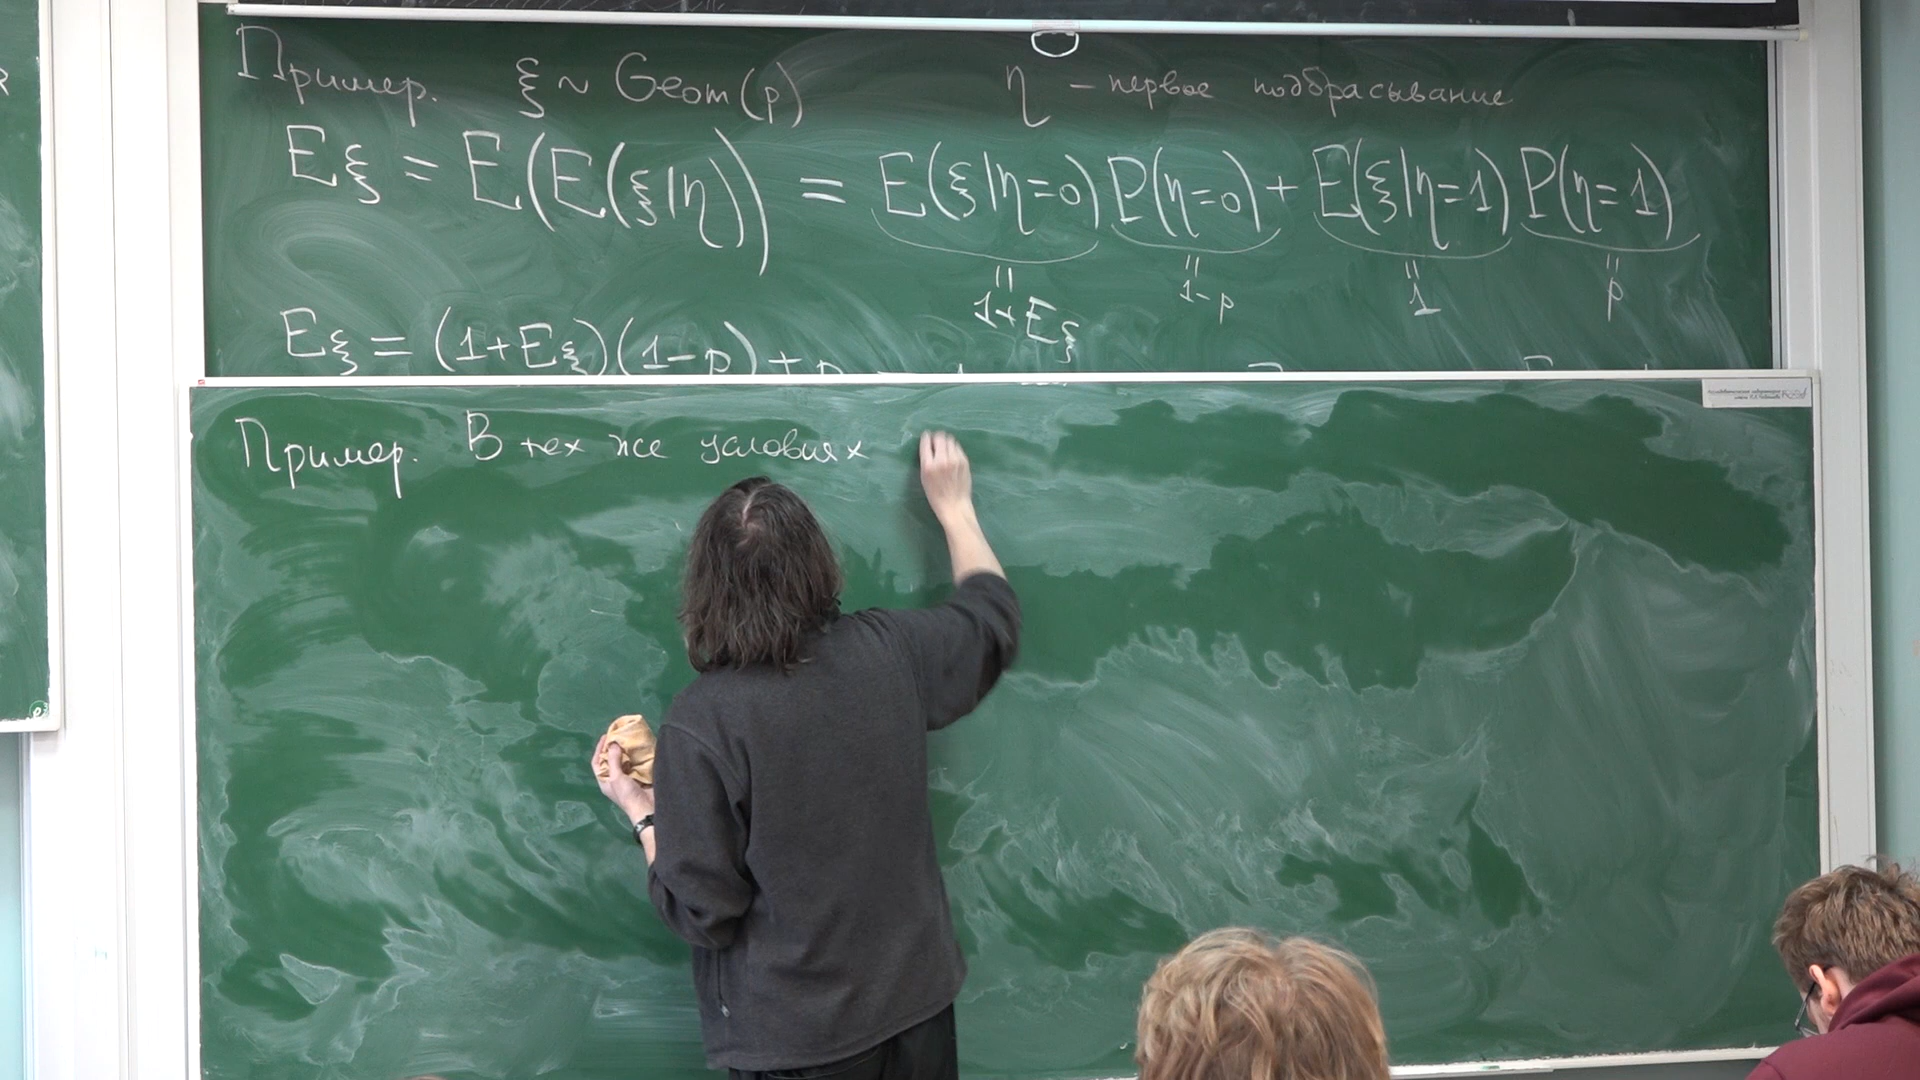 Пример. ξ ~ Geom(p) η – первое подбрасывание
Eξ = E(E(ξ|η)) = E(ξ|η=0) P(η=0) + E(ξ|η=1) P(η=1)
|| || || ||
1+Eξ 1-p 1 p
Eξ = (1+Eξ)(1-p) + p
Пример. В тех же условиях